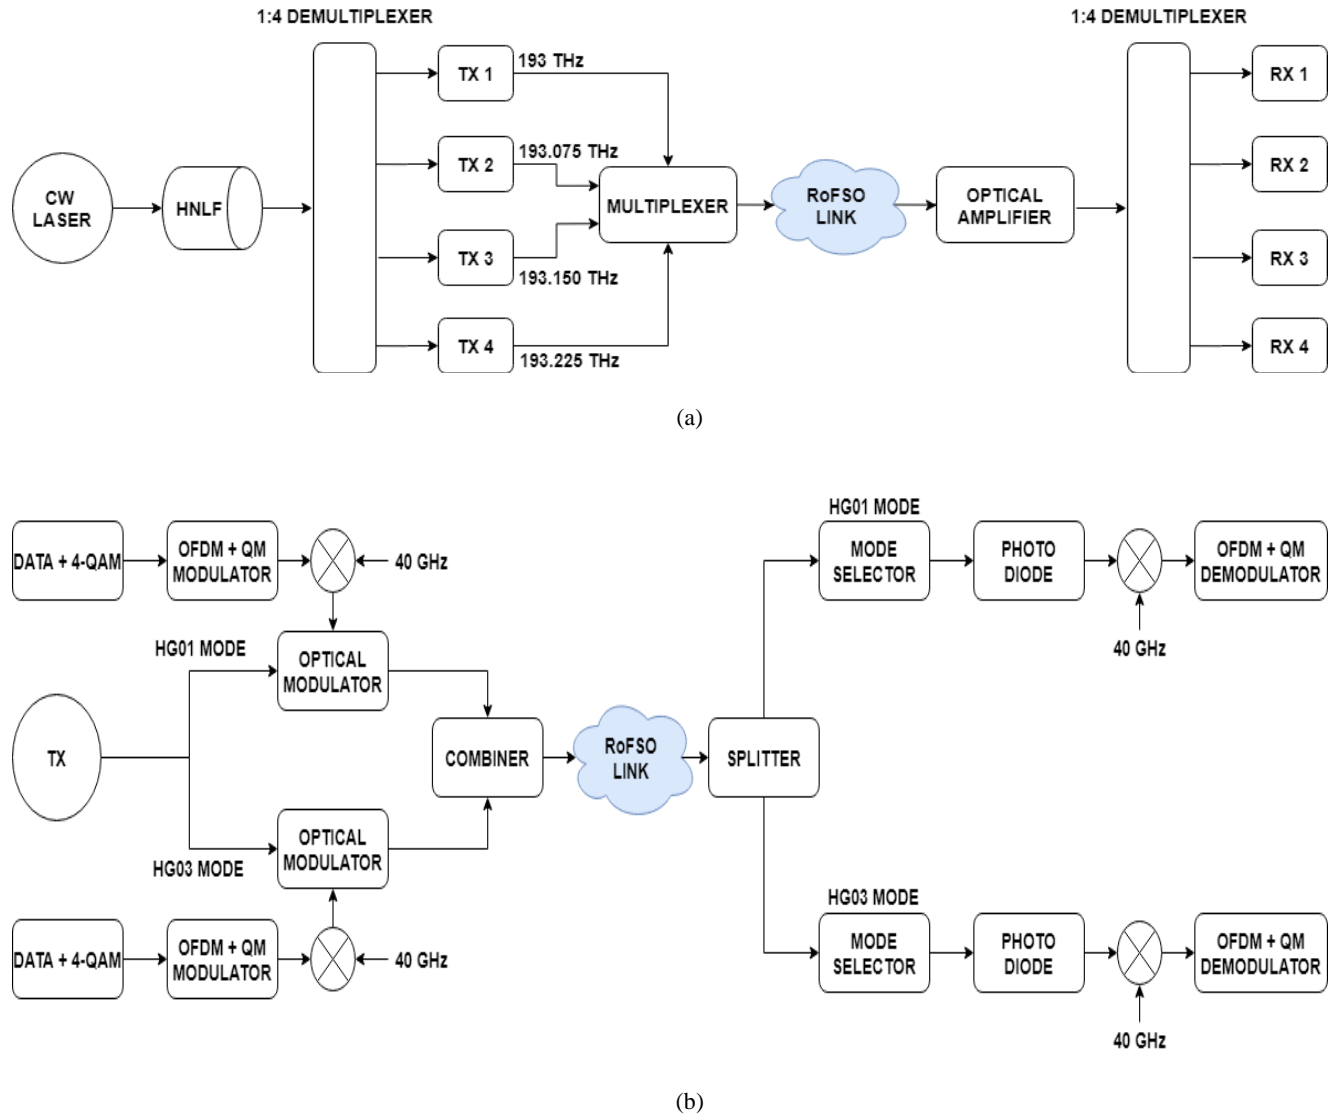 1:4 DEMULTIPLEXER
1:4 DEMULTIPLEXER
CW
LASER
HNLF
TX 1
193 THz
TX 2
193.075 THz
TX 3
193.150 THz
TX 4
193.225 THz
MULTIPLEXER
RoFSO
LINK
OPTICAL
AMPLIFIER
RX 1
RX 2
RX 3
RX 4
(a)
DATA + 4-QAM
OFDM + QM
MODULATOR
40 GHz
HG01 MODE
OPTICAL
MODULATOR
TX
COMBINER
RoFSO
LINK
SPLITTER
HG03 MODE
OPTICAL
MODULATOR
DATA + 4-QAM
OFDM + QM
MODULATOR
40 GHz
HG01 MODE
MODE
SELECTOR
PHOTO
DIODE
OFDM + QM
DEMODULATOR
40 GHz
HG03 MODE
MODE
SELECTOR
PHOTO
DIODE
OFDM + QM
DEMODULATOR
40 GHz
(b)